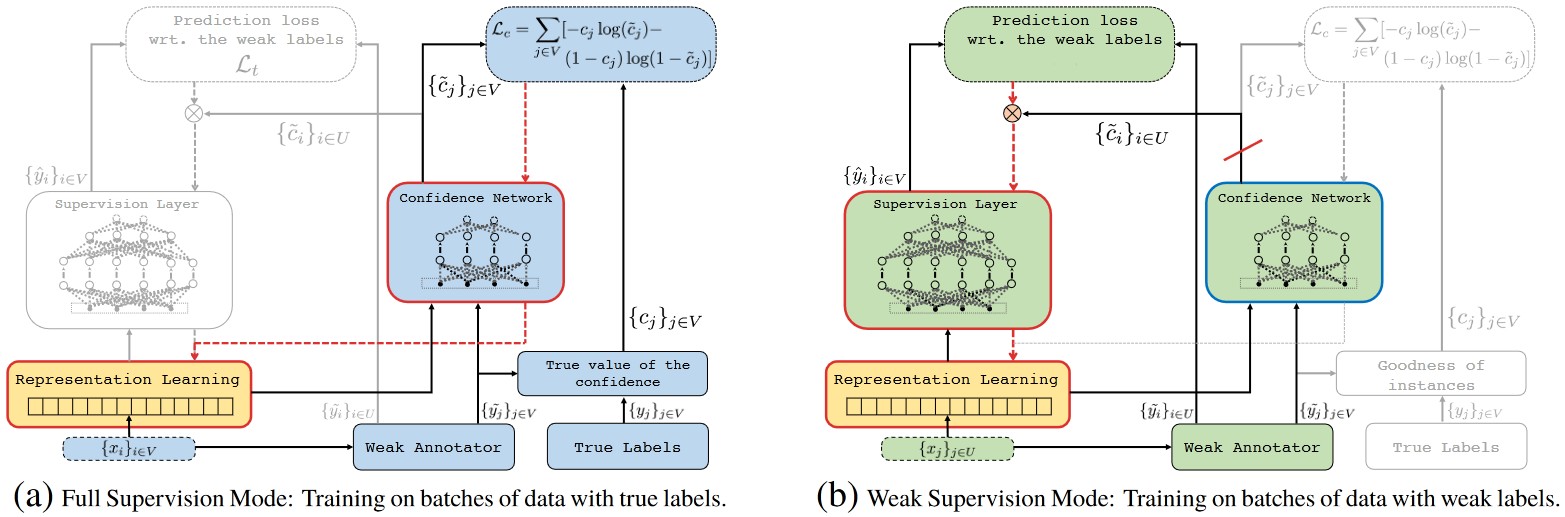 Prediction loss
wrt. the weak labels
$\mathcal{L}_t$
$\mathcal{L}_c = \sum_{j \in V} [-c_j \log(\tilde{c}_j) -$
$(1 - c_j) \log(1 - \tilde{c}_j)]$
$\{\tilde{c}_j\}_{j \in V}$
$\{\tilde{c}_i\}_{i \in U}$
$\{\hat{y}_i\}_{i \in V}$
Supervision Layer
Confidence Network
$\{c_j\}_{j \in V}$
True value of the
confidence
Representation Learning
$\{\tilde{y}_i\}_{i \in U}$
$\{\tilde{y}_j\}_{j \in V}$
$\{y_j\}_{j \in V}$
$\{x_i\}_{i \in V}$
Weak Annotator
True Labels
(a) Full Supervision Mode: Training on batches of data with true labels.
Prediction loss
wrt. the weak labels
$\mathcal{L}_c = \sum_{j \in V} [-c_j \log(\tilde{c}_j) -$
$(1 - c_j) \log(1 - \tilde{c}_j)]$
$\{\tilde{c}_j\}_{j \in V}$
$\{\tilde{c}_i\}_{i \in U}$
$\{\hat{y}_i\}_{i \in V}$
Supervision Layer
Confidence Network
$\{c_j\}_{j \in V}$
Goodness of
instances
Representation Learning
$\{\tilde{y}_i\}_{i \in U}$
$\{\tilde{y}_j\}_{j \in V}$
$\{y_j\}_{j \in V}$
$\{x_j\}_{j \in U}$
Weak Annotator
True Labels
(b) Weak Supervision Mode: Training on batches of data with weak labels.